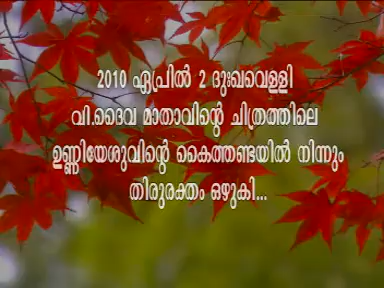 2010 ഏപ്രിൽ 2 ദുഃഖവെള്ളി
വി.ദൈവ മാതാവിന്റെ ചിത്രത്തിലെ
ഉണ്ണിയേശുവിന്റെ കൈത്തണ്ടയിൽ നിന്നും
തിരുരക്തം ഒഴുകി...